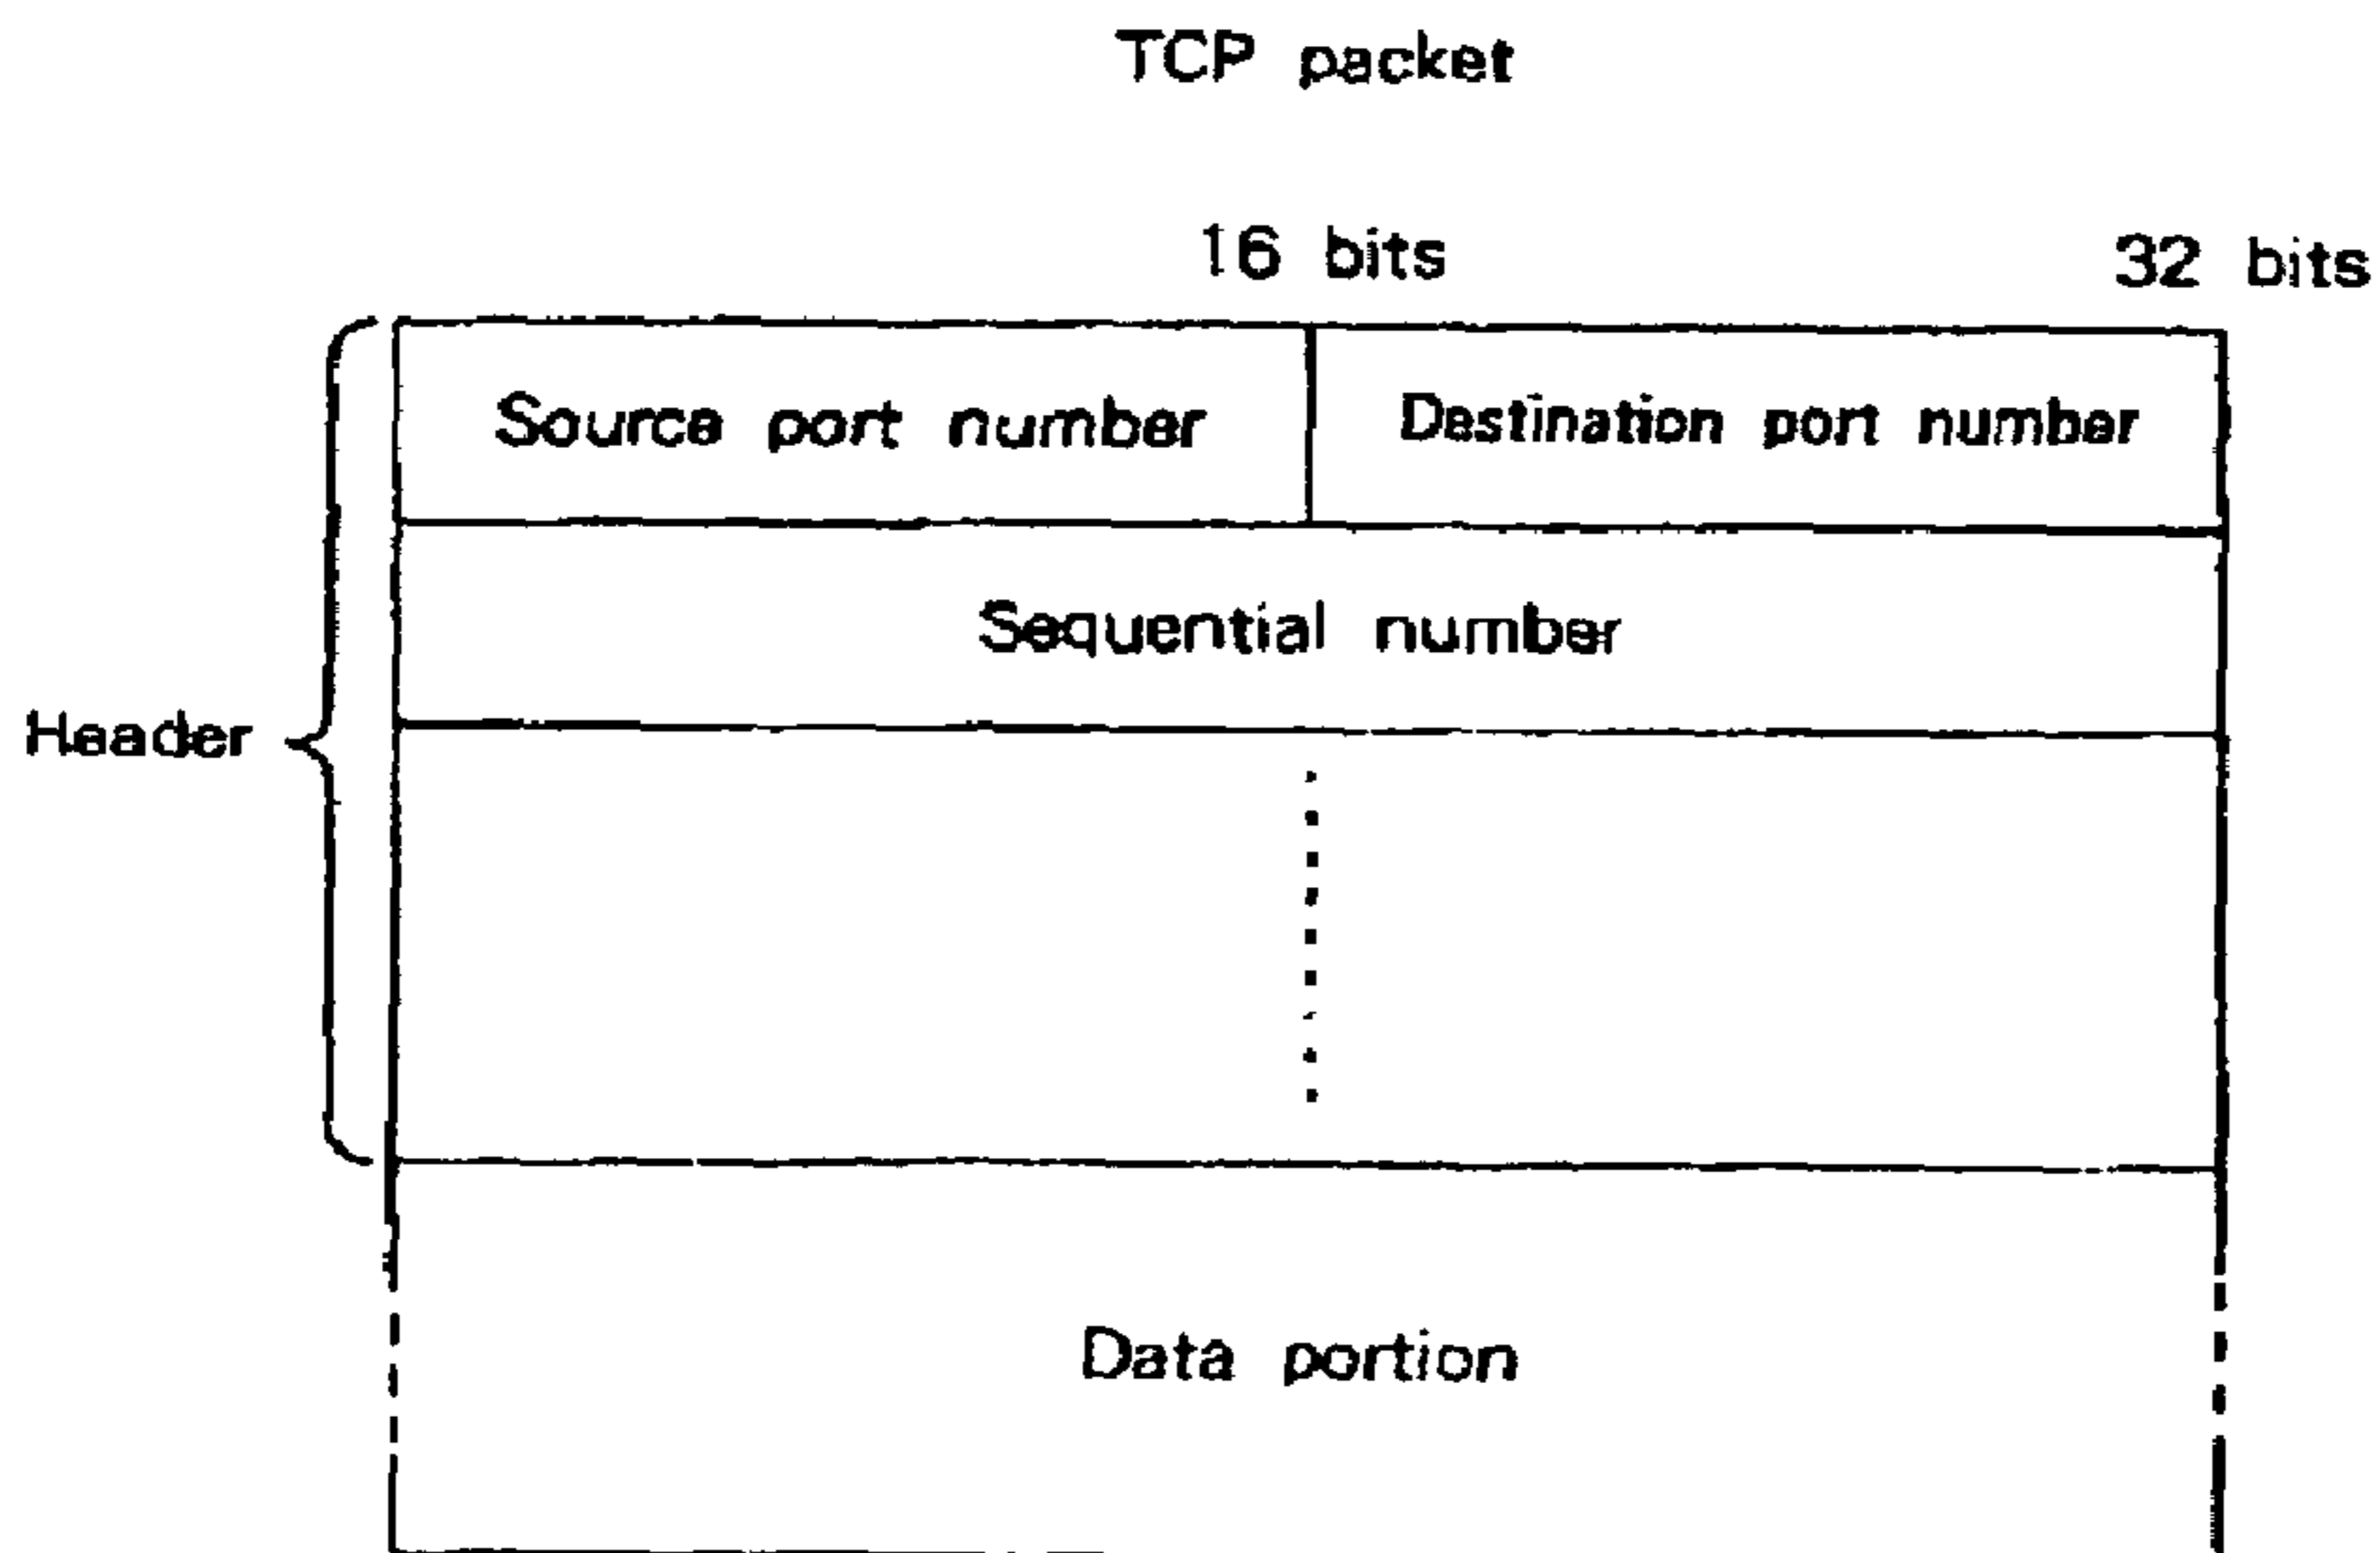 TCP packet
16 bits
32 bits
Source port number
Destination port number
Sequential number
Header
Data portion